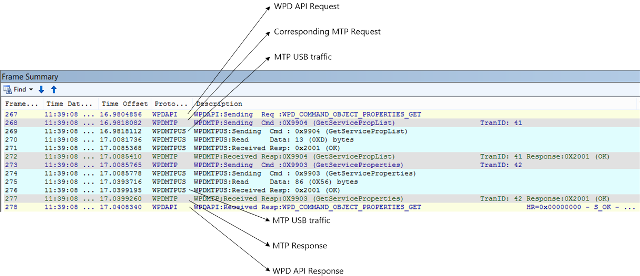 WPD API Request
Corresponding MTP Request
MTP USB traffic
Frame Summary
Find
Frame... Time Dat... Time Offset Proto... Description
267 11:39:08 ... 16.9804856 WPDAPI WPDAPI:Sending Req :WPD_COMMAND_OBJECT_PROPERTIES_GET
268 11:39:08 ... 16.9818082 WPDMTP WPDMTP:Sending Cmd :0X9904 (GetServicePropList) TranID: 41
269 11:39:08 ... 16.9818112 WPDMTPUS WPDMTPUS:Sending Cmd : 0x9904 (GetServicePropList)
270 11:39:08 ... 17.0081736 WPDMTPUS WPDMTPUS:Read Data: 13 (0XD) bytes
271 11:39:08 ... 17.0085368 WPDMTPUS WPDMTPUS:Received Resp: 0x2001 (OK)
272 11:39:08 ... 17.0085410 WPDMTP WPDMTP:Received Resp:0X9904 (GetServicePropList) TranID: 41 Response:0X2001 (OK)
273 11:39:08 ... 17.0085765 WPDMTP WPDMTP:Sending Cmd :0X9903 (GetServiceProperties) TranID: 42
274 11:39:08 ... 17.0085778 WPDMTPUS WPDMTPUS:Sending Cmd : 0x9903 (GetServiceProperties)
275 11:39:08 ... 17.0393716 WPDMTPUS WPDMTPUS:Read Data: 86 (0X56) bytes
276 11:39:08 ... 17.0399195 WPDMTPUS WPDMTPUS:Received Resp: 0x2001 (OK)
277 11:39:08 ... 17.0399260 WPDMTP WPDMTP:Received Resp:0X9903 (GetServiceProperties) TranID: 42 Response:0X2001 (OK)
278 11:39:08 ... 17.0408340 WPDAPI WPDAPI:Received Resp:WPD_COMMAND_OBJECT_PROPERTIES_GET HR=0x00000000 - S_OK - ...
MTP USB traffic
MTP Response
WPD API Response